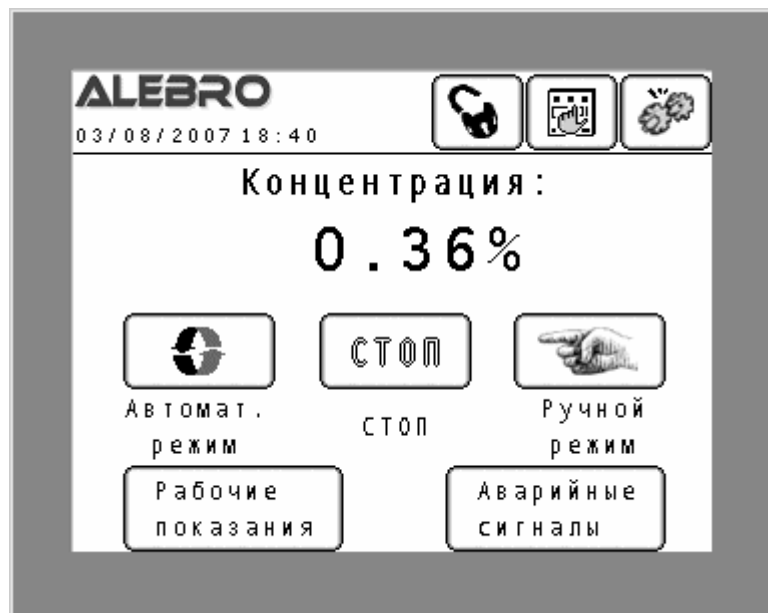 ALEBRO
03/08/2007 18:40
Концентрация:
0.36%
СТОП
Автомат.
режим
СТОП
Ручной
режим
Рабочие
показания
Аварийные
сигналы